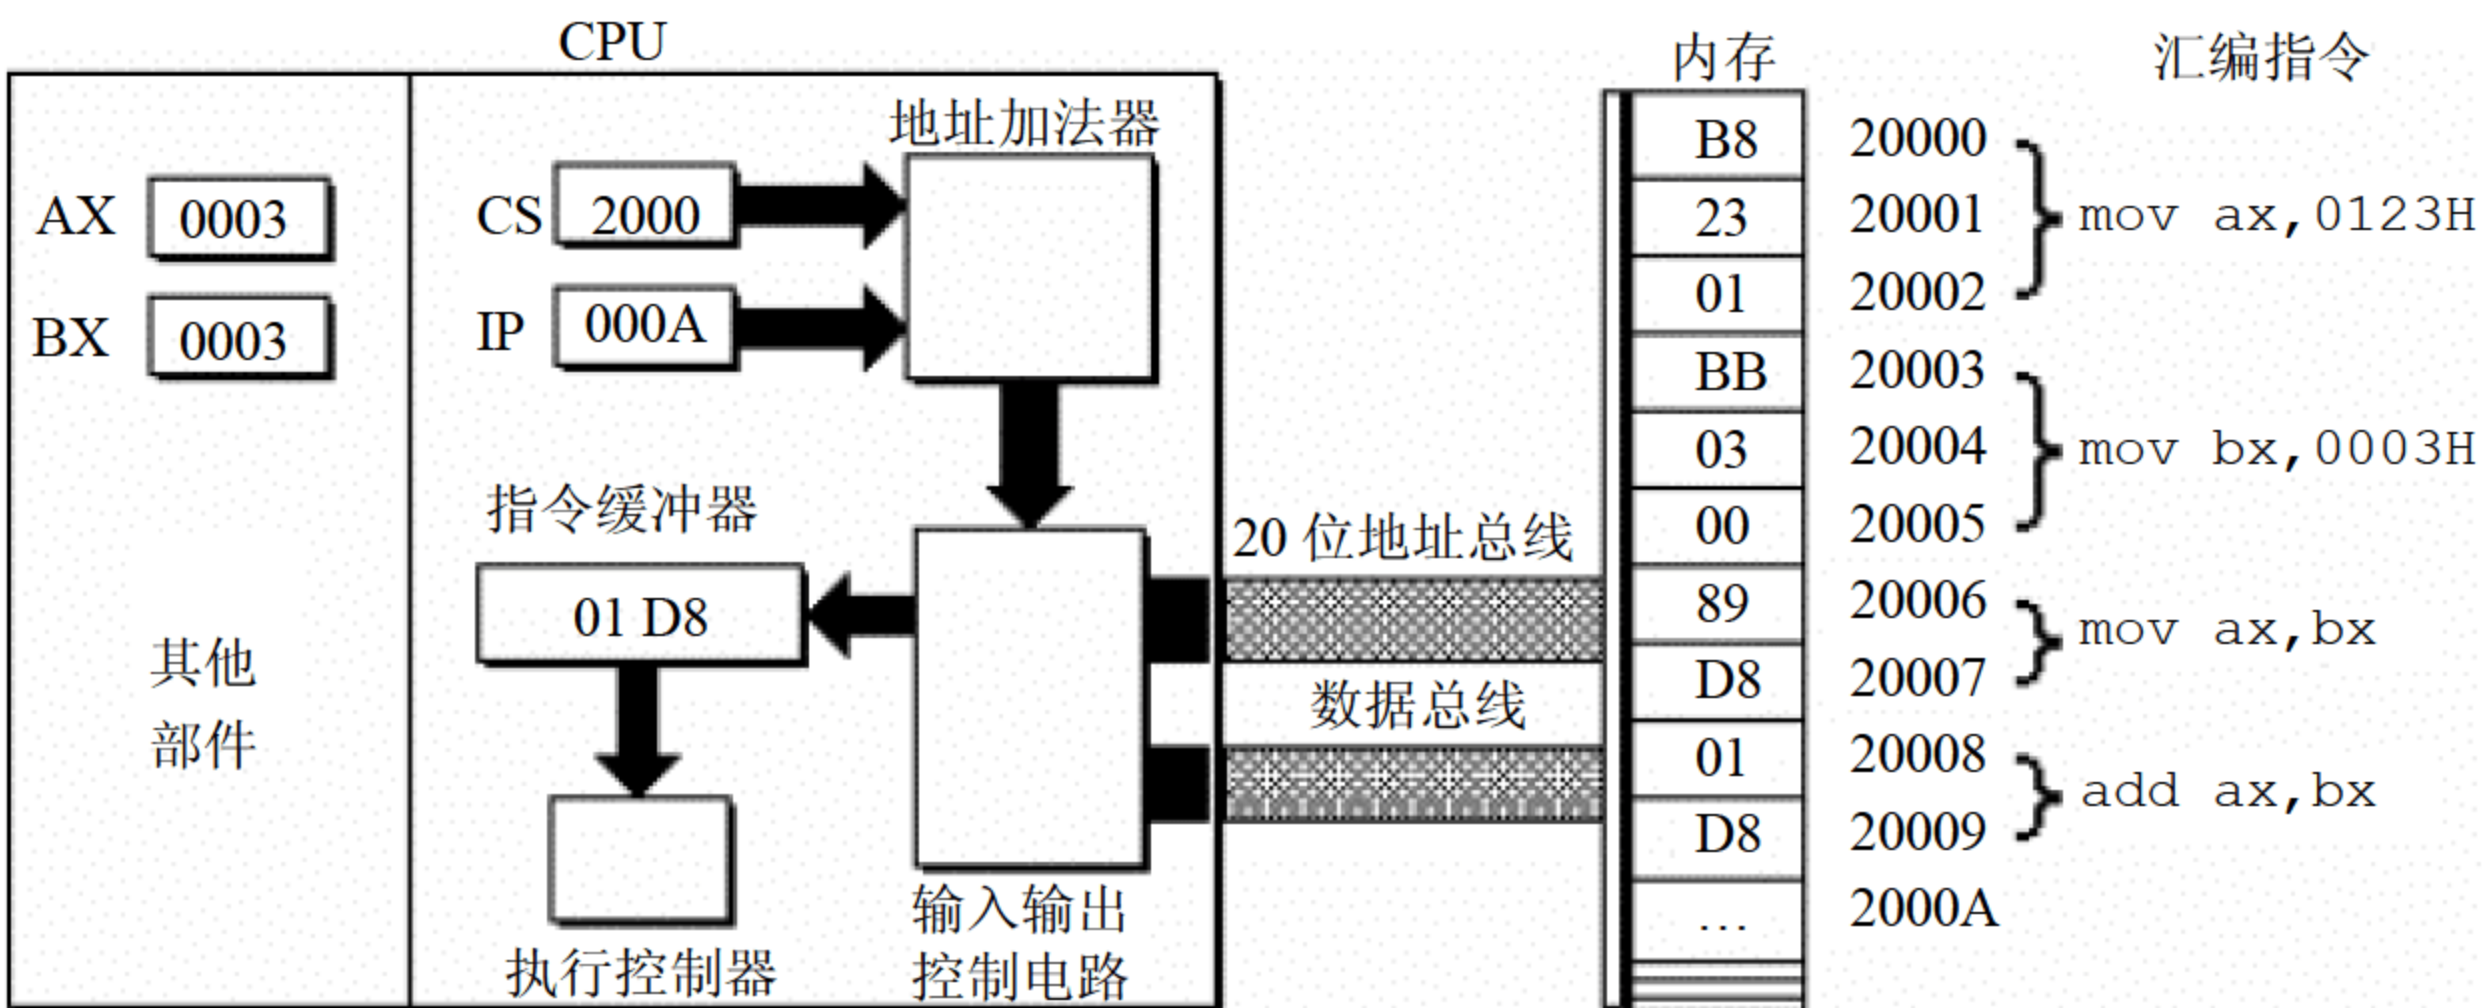 CPU
地址加法器
AX
0003
BX
0003
其他
部件
CS
2000
IP
000A
指令缓冲器
01 D8
执行控制器
输入输出
控制电路
20 位地址总线
数据总线
内存
汇编指令
B8 20000
23 20001 mov ax,0123H
01 20002
BB 20003
03 20004 mov bx,0003H
00 20005
89 20006
mov ax,bx
D8 20007
01 20008
add ax,bx
D8 20009
… 2000A